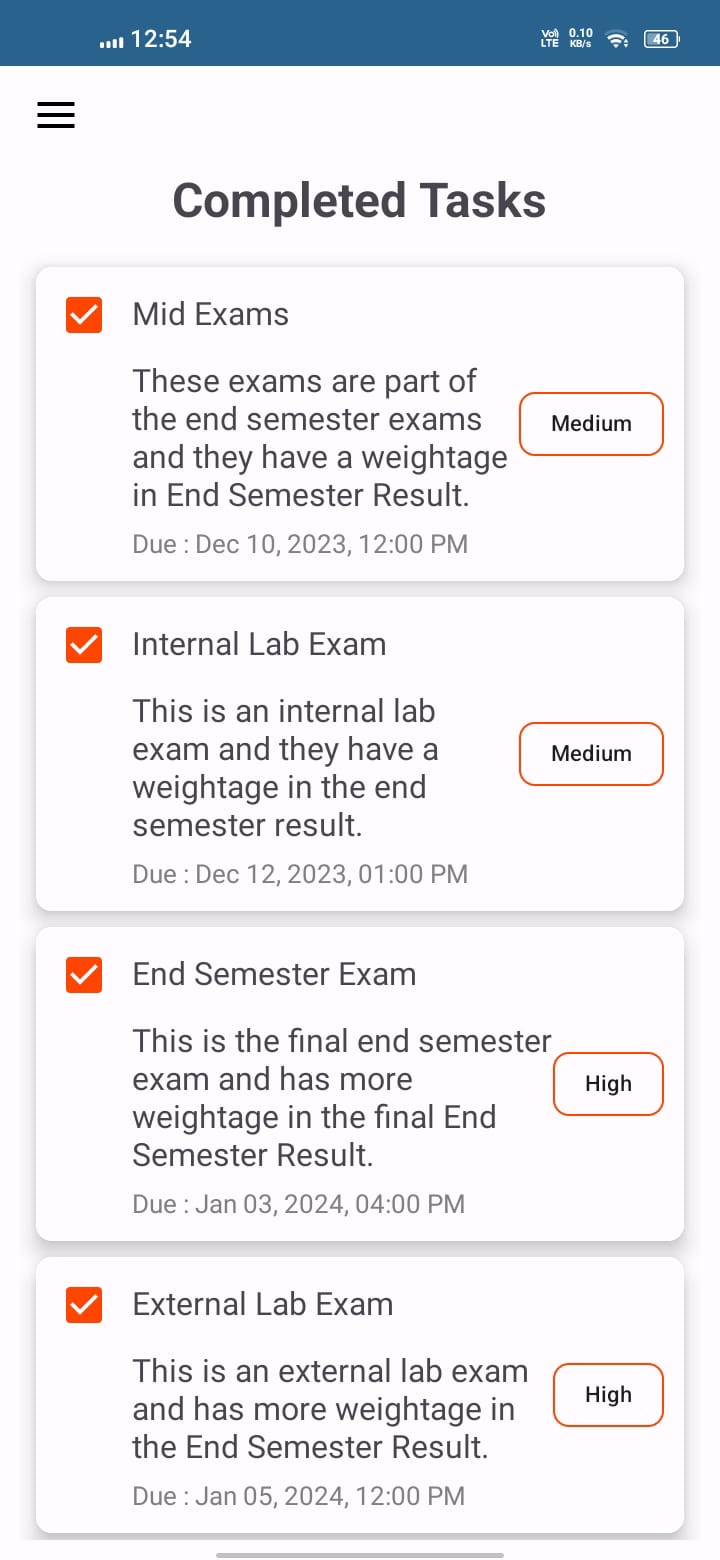 12:54
Vo))
LTE
0.10
KB/s
46
Completed Tasks
Mid Exams
These exams are part of
the end semester exams
and they have a weightage
in End Semester Result.
Medium
Due : Dec 10, 2023, 12:00 PM
Internal Lab Exam
This is an internal lab
exam and they have a
weightage in the end
semester result.
Medium
Due : Dec 12, 2023, 01:00 PM
End Semester Exam
This is the final end semester
exam and has more
weightage in the final End
Semester Result.
High
Due : Jan 03, 2024, 04:00 PM
External Lab Exam
This is an external lab exam
and has more weightage in
the End Semester Result.
High
Due : Jan 05, 2024, 12:00 PM